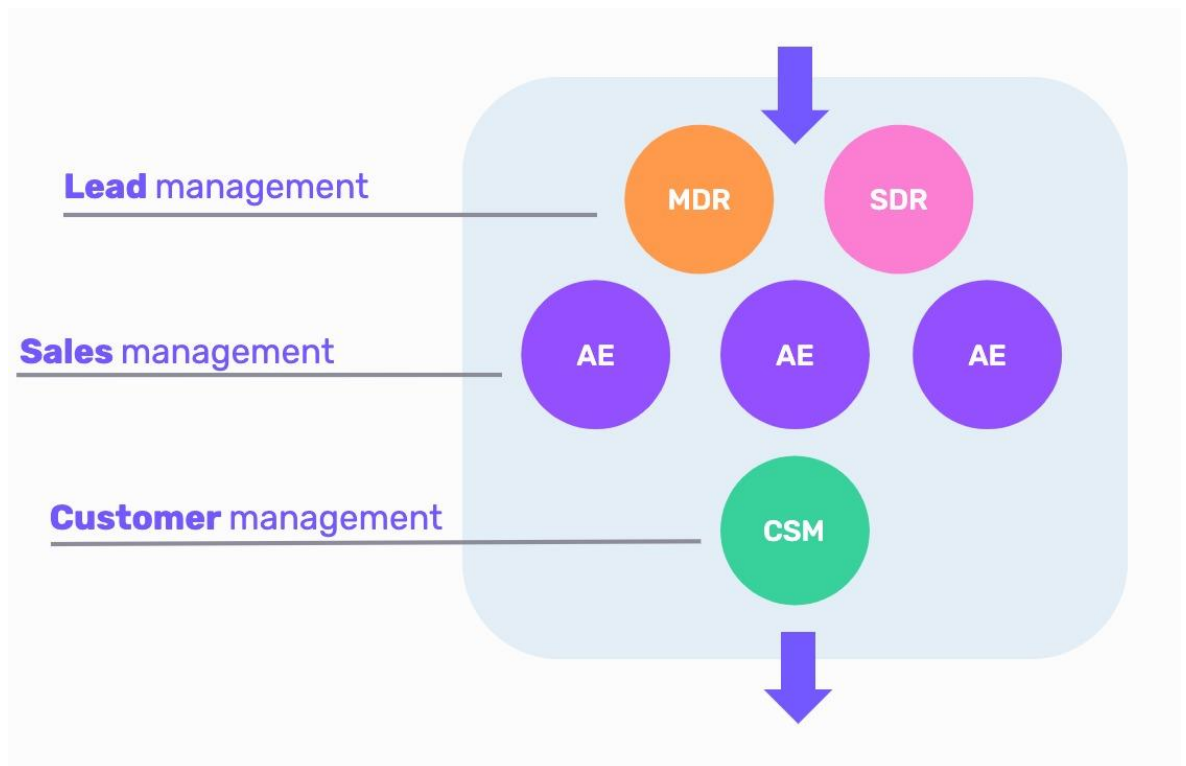 Lead management
MDR
SDR
Sales management
AE
AE
AE
Customer management
CSM